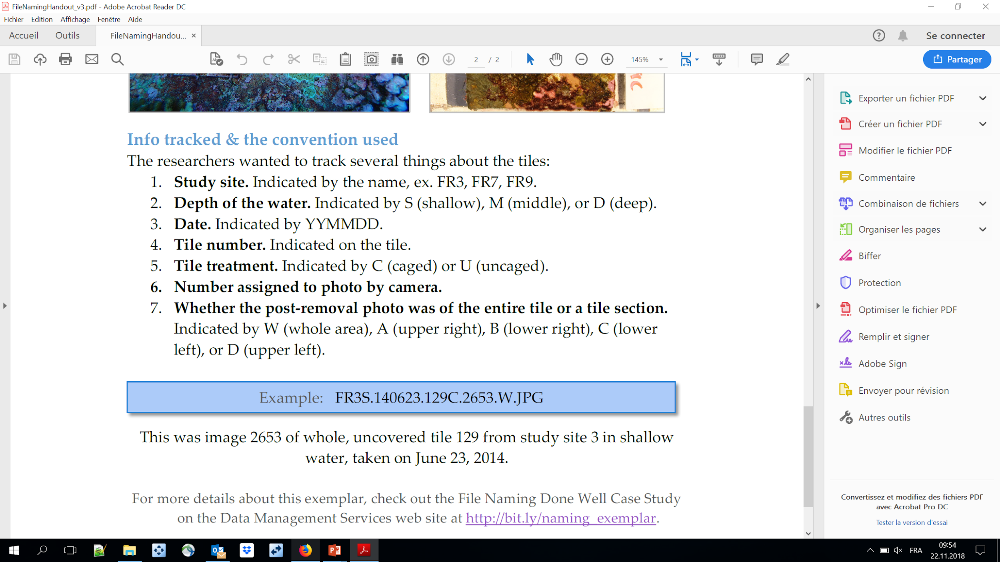 FileNamingHandout_v3.pdf - Adobe Acrobat Reader DC
Fichier Edition Affichage Fenêtre Aide
Accueil Outils FileNamingHandou... × Se connecter
2 / 2 145% Partager
Info tracked & the convention used
The researchers wanted to track several things about the tiles:
1. Study site. Indicated by the name, ex. FR3, FR7, FR9.
2. Depth of the water. Indicated by S (shallow), M (middle), or D (deep).
3. Date. Indicated by YYMMDD.
4. Tile number. Indicated on the tile.
5. Tile treatment. Indicated by C (caged) or U (uncaged).
6. Number assigned to photo by camera.
7. Whether the post-removal photo was of the entire tile or a tile section.
Indicated by W (whole area), A (upper right), B (lower right), C (lower
left), or D (upper left).
Example: FR3S.140623.129C.2653.W.JPG
This was image 2653 of whole, uncovered tile 129 from study site 3 in shallow
water, taken on June 23, 2014.
For more details about this exemplar, check out the File Naming Done Well Case Study
on the Data Management Services web site at http://bit.ly/naming_exemplar.
Exporter un fichier PDF
Créer un fichier PDF
Modifier le fichier PDF
Commentaire
Combinaison de fichiers
Organiser les pages
Biffer
Protection
Optimiser le fichier PDF
Remplir et signer
Adobe Sign
Envoyer pour révision
Autres outils
Convertissez et modifiez des fichiers PDF
avec Acrobat Pro DC
Tester la version d'essai
FRA
09:54
22.11.2018